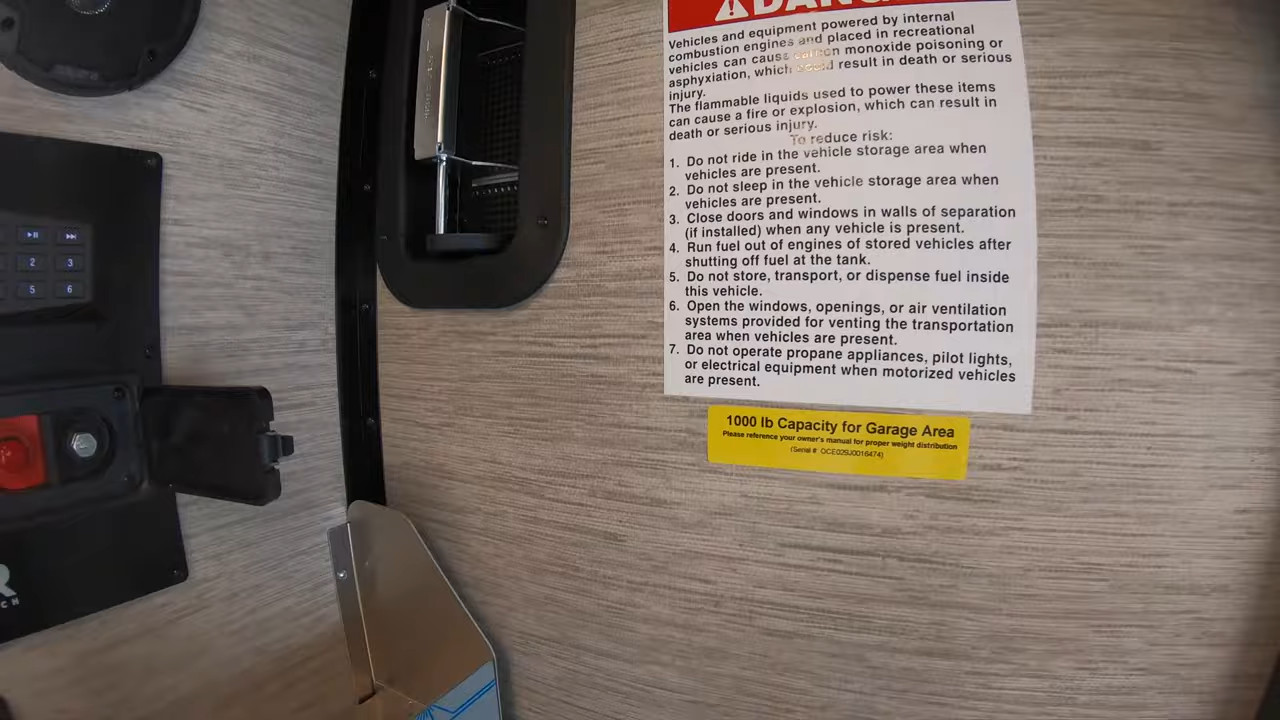 DANG
Vehicles and equipment powered by internal
combustion engines and placed in recreational
vehicles can cause carbon monoxide poisoning or
asphyxiation, which could result in death or serious
injury.
The flammable liquids used to power these items
can cause a fire or explosion, which can result in
death or serious injury.
To reduce risk:
1. Do not ride in the vehicle storage area when
vehicles are present.
2. Do not sleep in the vehicle storage area when
vehicles are present.
3. Close doors and windows in walls of separation
(if installed) when any vehicle is present.
4. Run fuel out of engines of stored vehicles after
shutting off fuel at the tank.
5. Do not store, transport, or dispense fuel inside
this vehicle.
6. Open the windows, openings, or air ventilation
systems provided for venting the transportation
area when vehicles are present.
7. Do not operate propane appliances, pilot lights,
or electrical equipment when motorized vehicles
are present.
1000 lb Capacity for Garage Area
Please reference your owner's manual for proper weight distribution
(Serial # OCE029J0016474)
2 3
5 6
R
CH